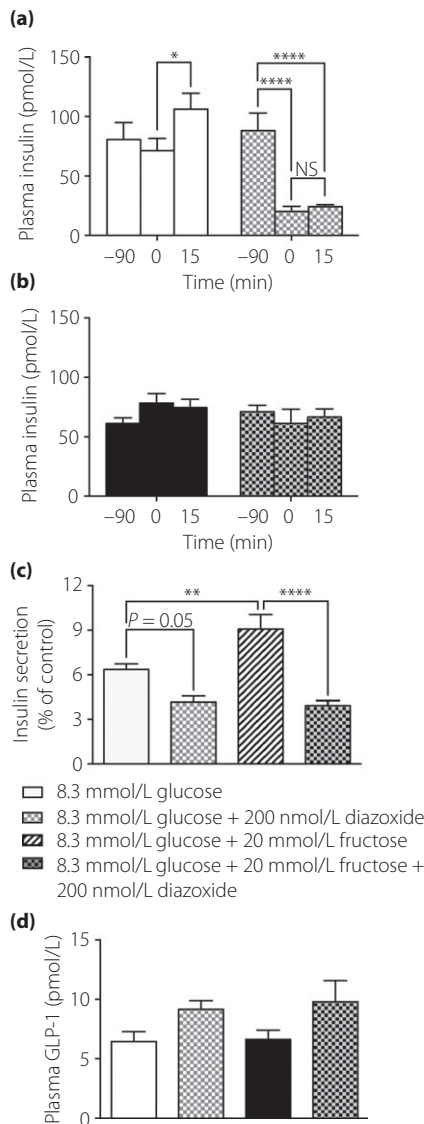 (a)
Plasma insulin (pmol/L)
150
100
50
0
*
****
****
NS
–90 0 15 –90 0 15
Time (min)
(b)
Plasma insulin (pmol/L)
150
100
50
0
–90 0 15 –90 0 15
Time (min)
(c)
Insulin secretion
(% of control)
12
9
6
3
0
** ****
P = 0.05
8.3 mmol/L glucose
8.3 mmol/L glucose + 200 nmol/L diazoxide
8.3 mmol/L glucose + 20 mmol/L fructose
8.3 mmol/L glucose + 20 mmol/L fructose +
200 nmol/L diazoxide
(d)
Plasma GLP-1 (pmol/L)
15
10
5
0